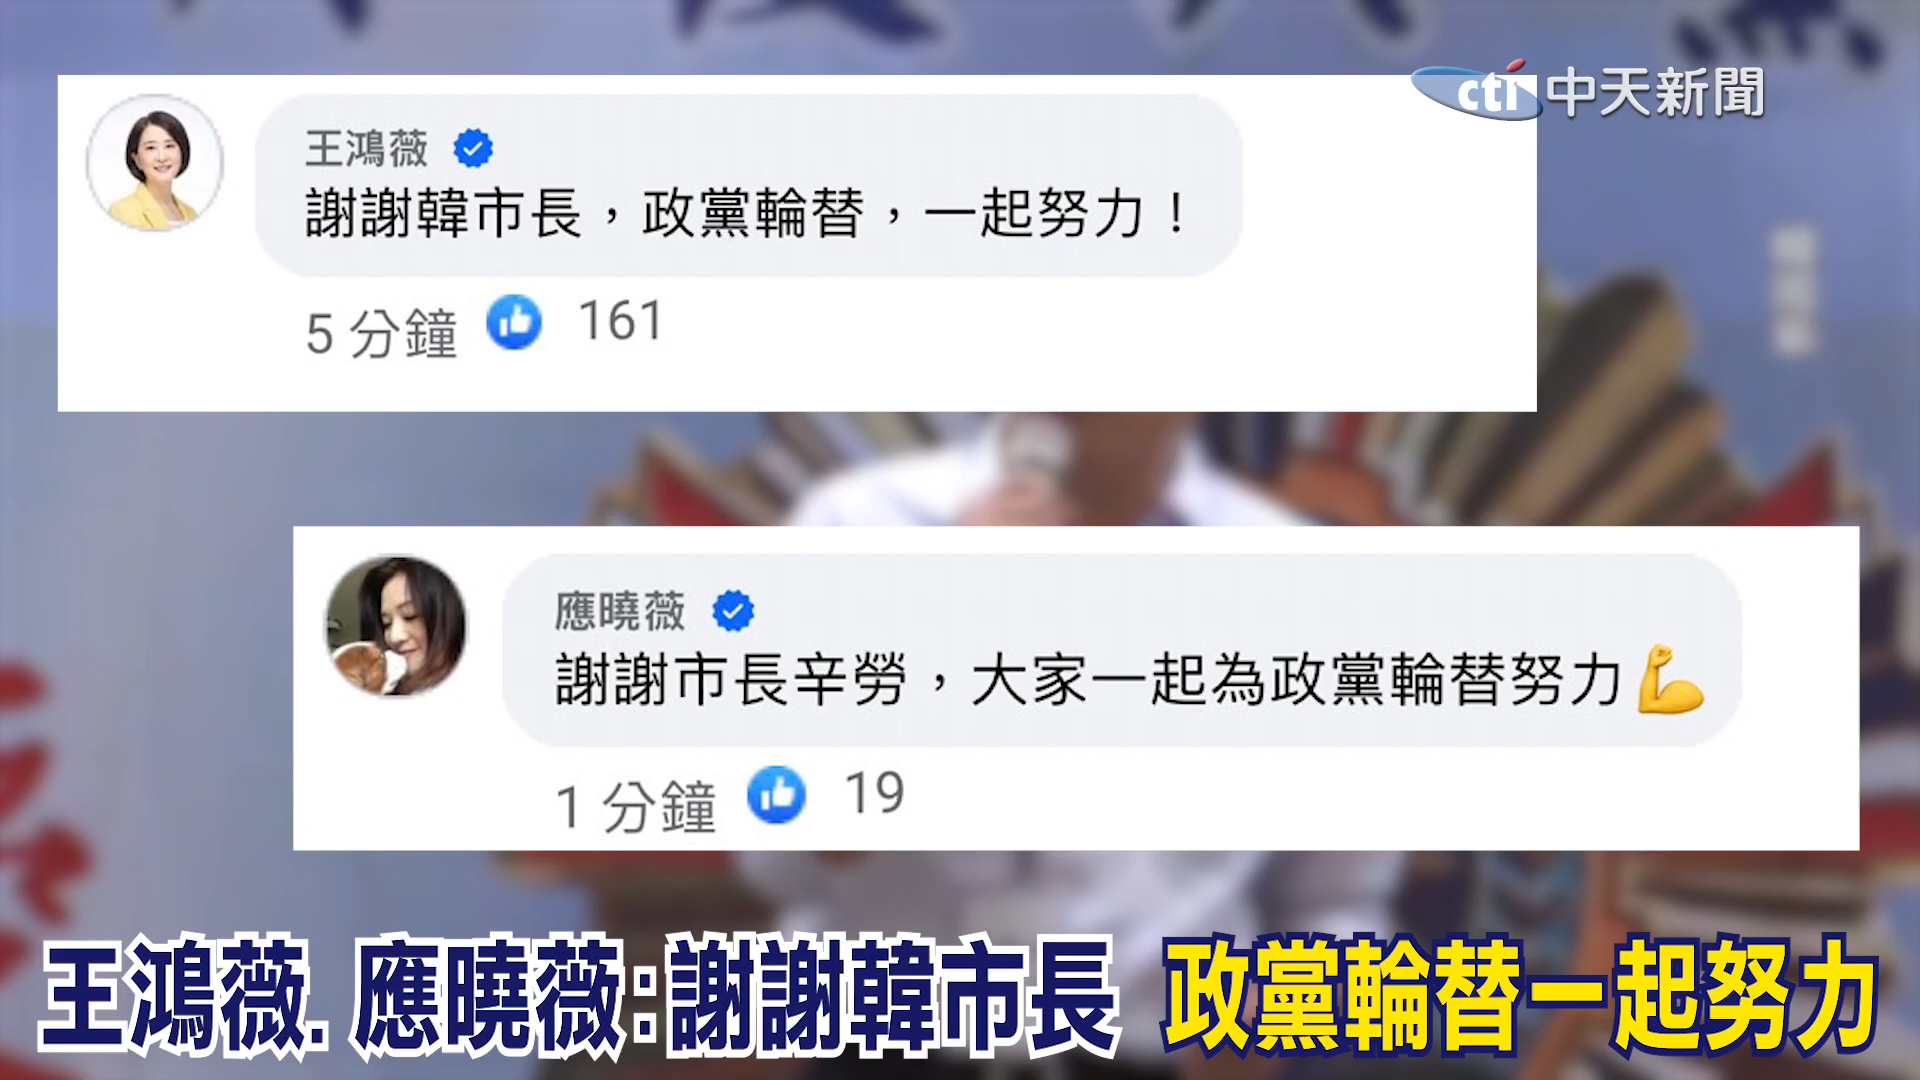 cti 中天新聞
王鴻薇
謝謝韓市長，政黨輪替，一起努力！
5 分鐘 161
應曉薇
謝謝市長辛勞，大家一起為政黨輪替努力💪
1 分鐘 19
王鴻薇.應曉薇:謝謝韓市長 政黨輪替一起努力